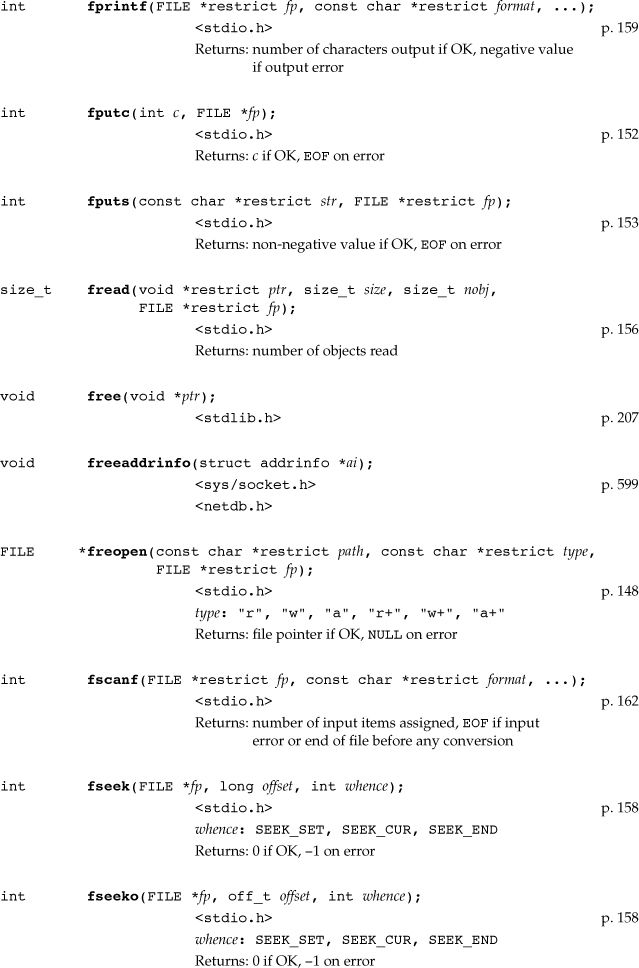 int fprintf(FILE *restrict fp, const char *restrict format, ...);
<stdio.h> p. 159
Returns: number of characters output if OK, negative value
if output error
int fputc(int c, FILE *fp);
<stdio.h> p. 152
Returns: c if OK, EOF on error
int fputs(const char *restrict str, FILE *restrict fp);
<stdio.h> p. 153
Returns: non-negative value if OK, EOF on error
size_t fread(void *restrict ptr, size_t size, size_t nobj,
FILE *restrict fp);
<stdio.h> p. 156
Returns: number of objects read
void free(void *ptr);
<stdlib.h> p. 207
void freeaddrinfo(struct addrinfo *ai);
<sys/socket.h> p. 599
<netdb.h>
FILE *freopen(const char *restrict path, const char *restrict type,
FILE *restrict fp);
<stdio.h> p. 148
type: "r", "w", "a", "r+", "w+", "a+"
Returns: file pointer if OK, NULL on error
int fscanf(FILE *restrict fp, const char *restrict format, ...);
<stdio.h> p. 162
Returns: number of input items assigned, EOF if input
error or end of file before any conversion
int fseek(FILE *fp, long offset, int whence);
<stdio.h> p. 158
whence: SEEK_SET, SEEK_CUR, SEEK_END
Returns: 0 if OK, –1 on error
int fseeko(FILE *fp, off_t offset, int whence);
<stdio.h> p. 158
whence: SEEK_SET, SEEK_CUR, SEEK_END
Returns: 0 if OK, –1 on error